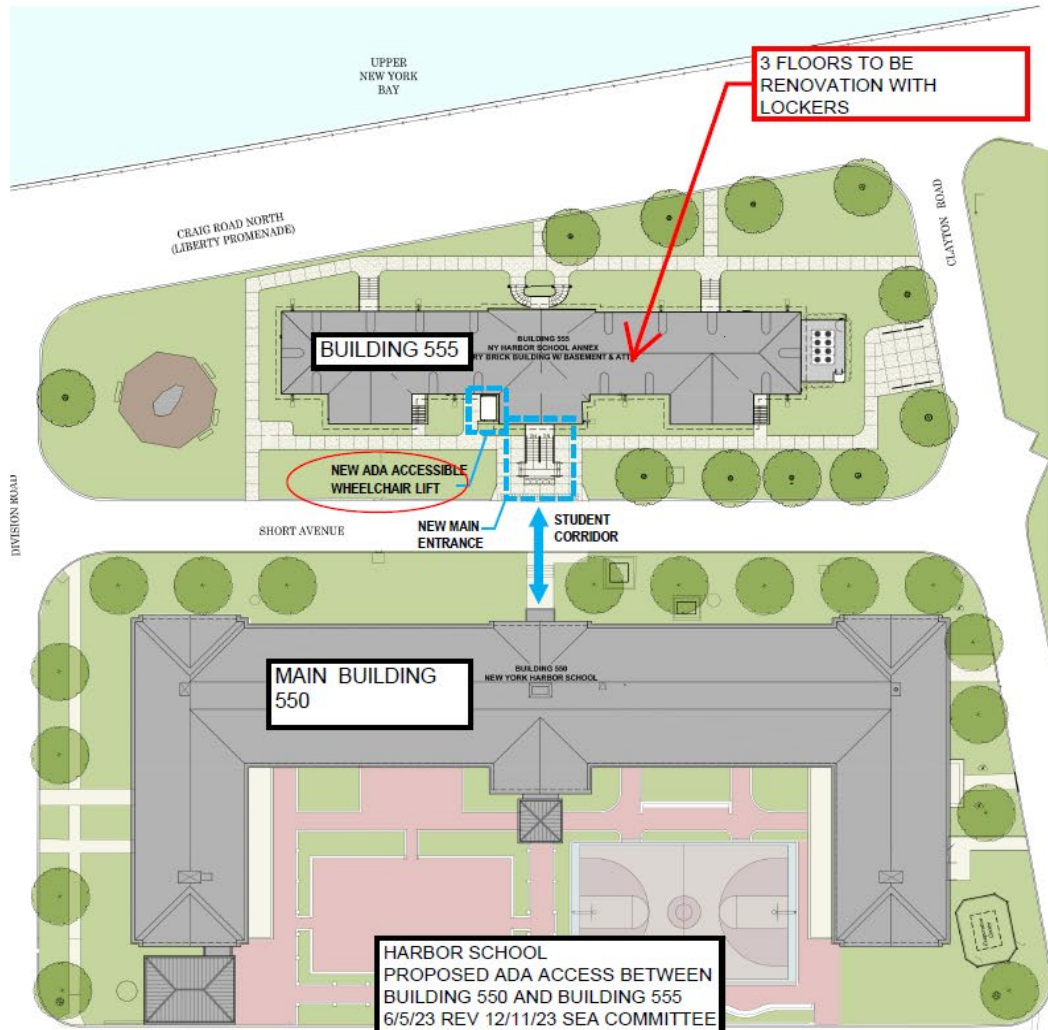 UPPER
NEW YORK
BAY
3 FLOORS TO BE
RENOVATION WITH
LOCKERS
CRAIG ROAD NORTH
(LIBERTY PROMENADE)
CLAYTON ROAD
BUILDING 555
BUILDING 555
NY HARBOR SCHOOL ANNEX
RY BRICK BUILDING W/ BASEMENT & ATT
NEW ADA ACCESSIBLE
WHEELCHAIR LIFT
NEW MAIN
ENTRANCE
STUDENT
CORRIDOR
SHORT AVENUE
DIVISION ROAD
MAIN BUILDING
550
BUILDING 550
NEW YORK HARBOR SCHOOL
HARBOR SCHOOL
PROPOSED ADA ACCESS BETWEEN
BUILDING 550 AND BUILDING 555
6/5/23 REV 12/11/23 SEA COMMITTEE